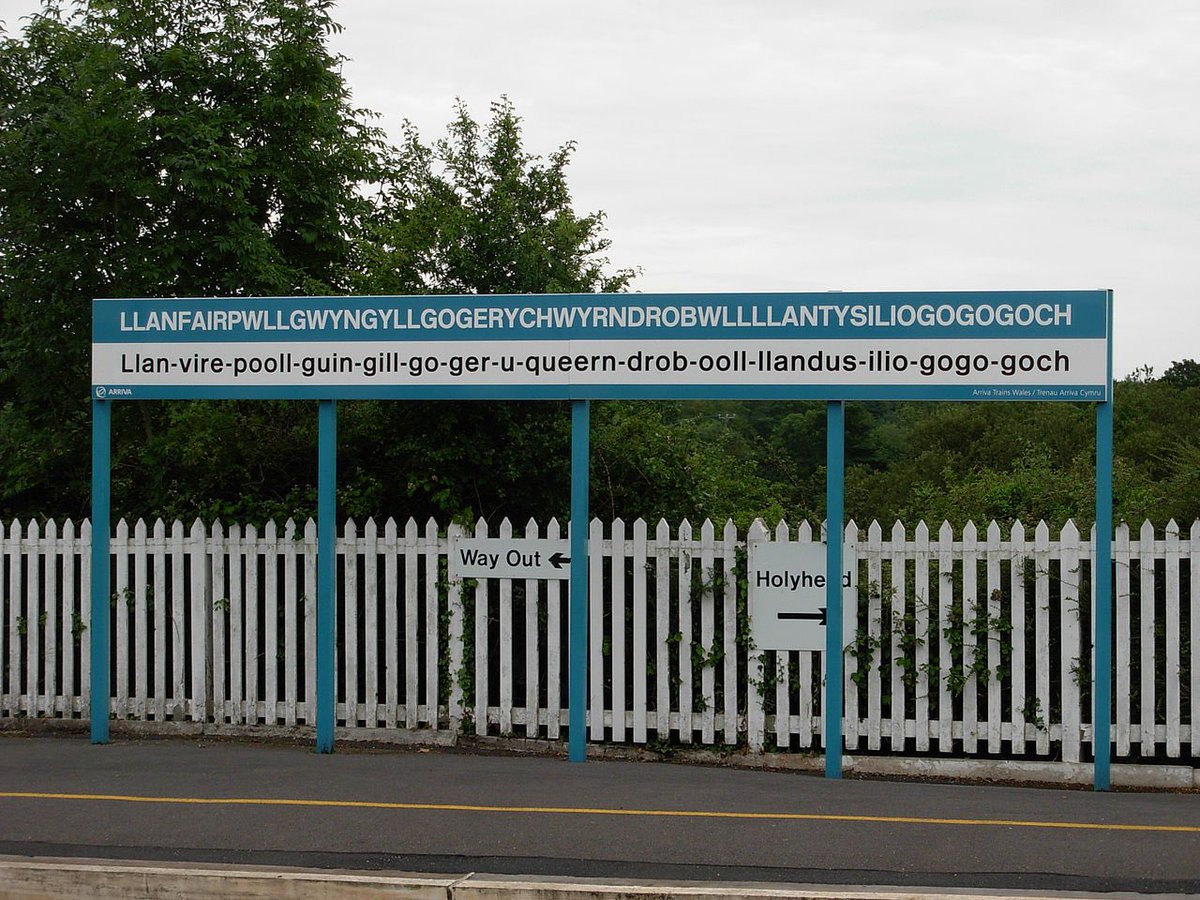 LLANFAIRPWLLGWYNGYLLGOGERYCHWYRNDROBWLLLLANTYSILIOGOGOGOCH
Llan-vire-pooll-guin-gill-go-ger-u-queern-drob-ooll-llandus-ilio-gogo-goch
ARRIVA
Arriva Trains Wales / Trenau Arriva Cymru
Way Out
Holyhead